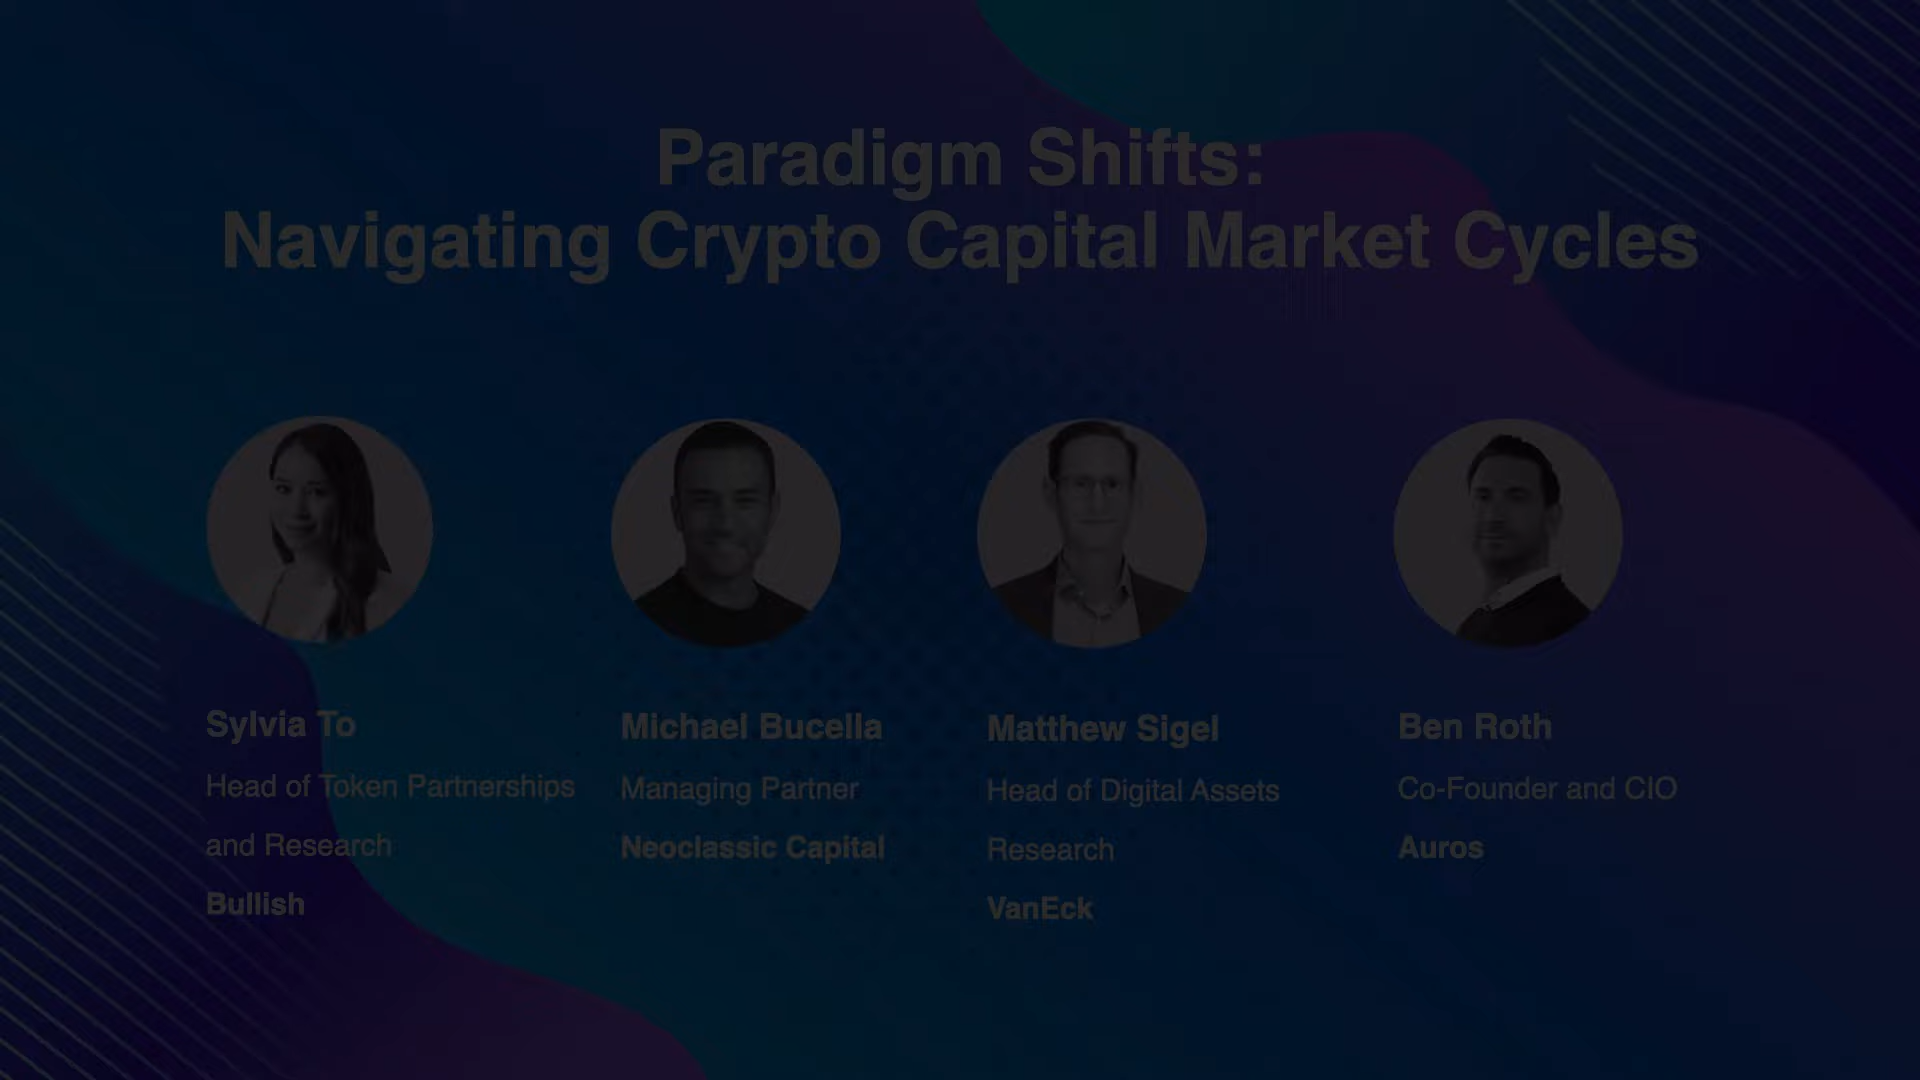 Paradigm Shifts:
Navigating Crypto Capital Market Cycles
Sylvia To
Head of Token Partnerships
and Research
Bullish
Michael Bucella
Managing Partner
Neoclassic Capital
Matthew Sigel
Head of Digital Assets
Research
VanEck
Ben Roth
Co-Founder and CIO
Auros